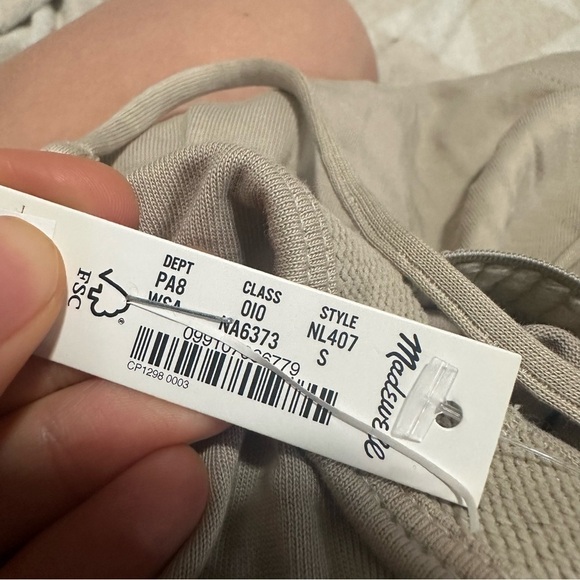 Madewell
DEPT CLASS STYLE
PA8 010 NL407
WSA NA6373 S
CP1298 0003
FSC
®